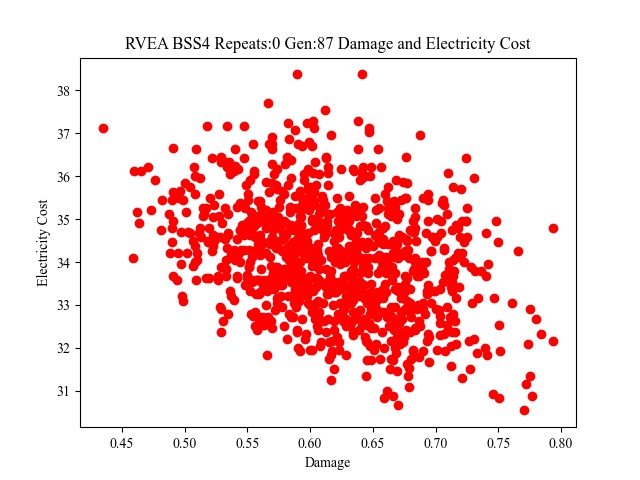 RVEA BSS4 Repeats:0 Gen:87 Damage and Electricity Cost
38
37
36
35
34
33
32
31
Electricity Cost
0.45 0.50 0.55 0.60 0.65 0.70 0.75 0.80
Damage